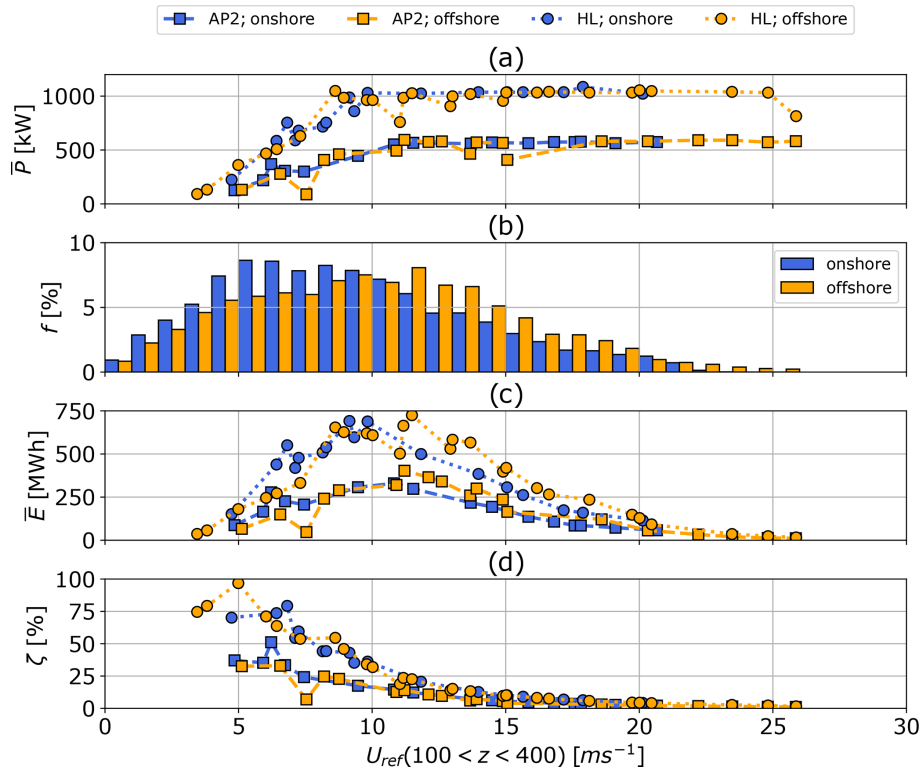 AP2; onshore AP2; offshore HL; onshore HL; offshore
(a)
1000
500
0
P̅ [kW]
(b)
10
5
0
f [%]
onshore
offshore
(c)
750
500
250
0
E̅ [MWh]
(d)
100
75
50
25
0
ζ [%]
0 5 10 15 20 25 30
U_ref(100 < z < 400) [ms⁻¹]